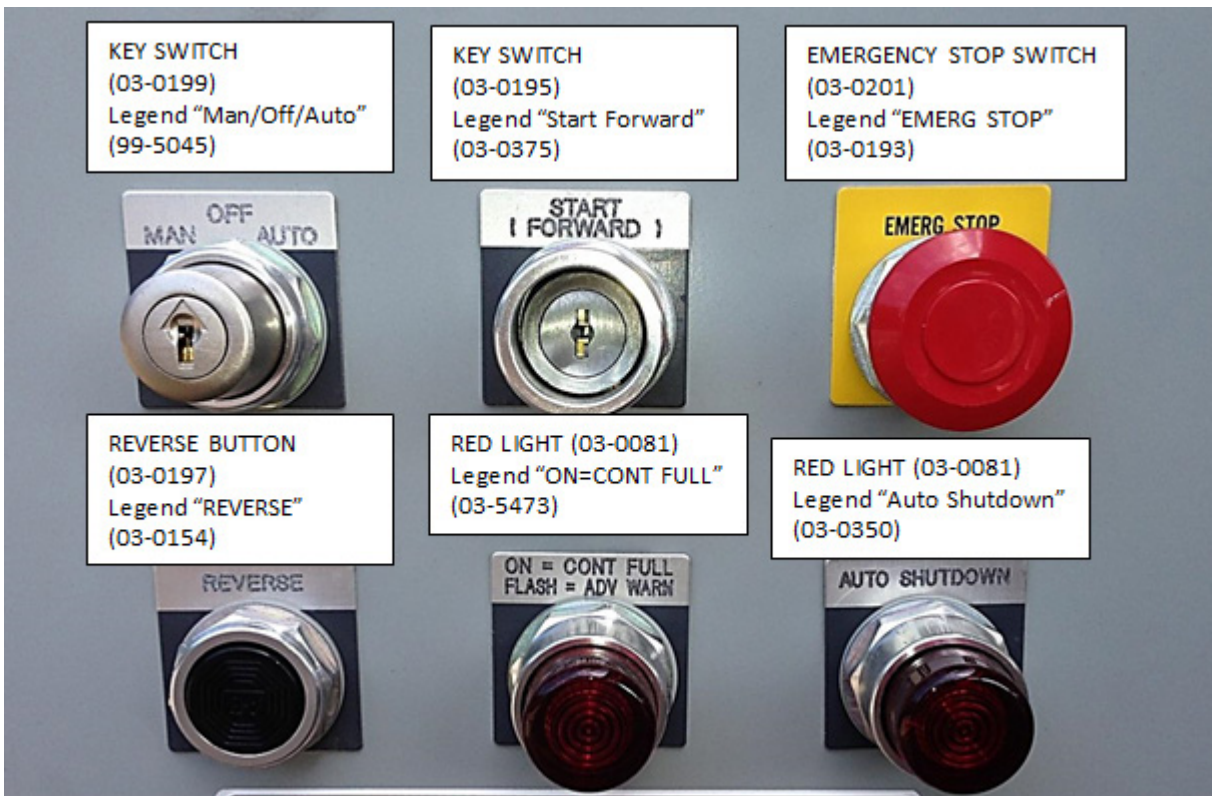 KEY SWITCH
(03-0199)
Legend “Man/Off/Auto”
(99-5045)
KEY SWITCH
(03-0195)
Legend “Start Forward”
(03-0375)
EMERGENCY STOP SWITCH
(03-0201)
Legend “EMERG STOP”
(03-0193)
OFF
MAN AUTO
START
( FORWARD )
EMERG STOP
REVERSE BUTTON
(03-0197)
Legend “REVERSE”
(03-0154)
RED LIGHT (03-0081)
Legend “ON=CONT FULL”
(03-5473)
RED LIGHT (03-0081)
Legend “Auto Shutdown”
(03-0350)
REVERSE
ON = CONT FULL
FLASH = ADV WARN
AUTO SHUTDOWN